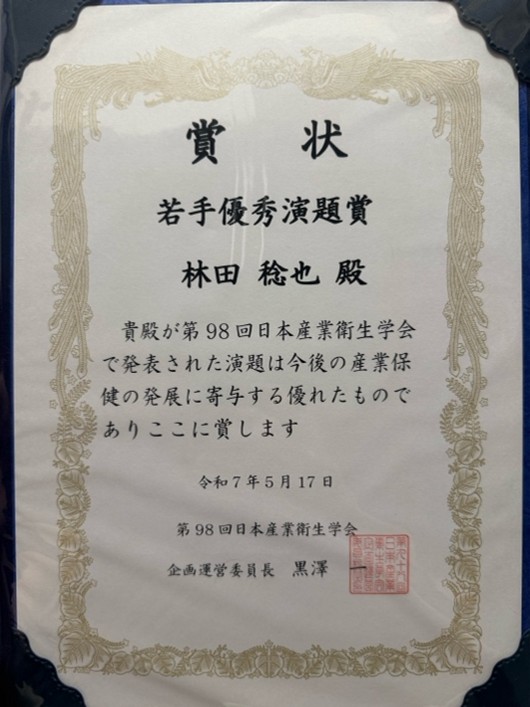 賞 状
若手優秀演題賞
林田 稔也 殿
貴殿が第98回日本産業衛生学会
で発表された演題は今後の産業保
健の発展に寄与する優れたもので
ありここに賞します
令和7年5月17日
第98回日本産業衛生学会
企画運営委員長 黒澤 一